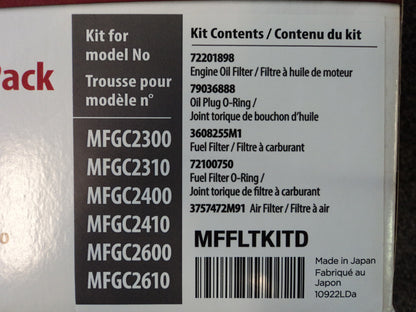 Pack
Kit for
model No
Trousse pour
modèle n°
MFGC2300
MFGC2310
MFGC2400
MFGC2410
MFGC2600
MFGC2610
Kit Contents / Contenu du kit
72201898
Engine Oil Filter / Filtre à huile de moteur
79036888
Oil Plug O-Ring /
Joint torique de bouchon d'huile
3608255M1
Fuel Filter / Filtre à carburant
72100750
Fuel Filter O-Ring /
Joint torique de filtre à carburant
3757472M91 Air Filter / Filtre à air
MFFLTKITD
Made in Japan
Fabriqué au
Japon
10922LDa